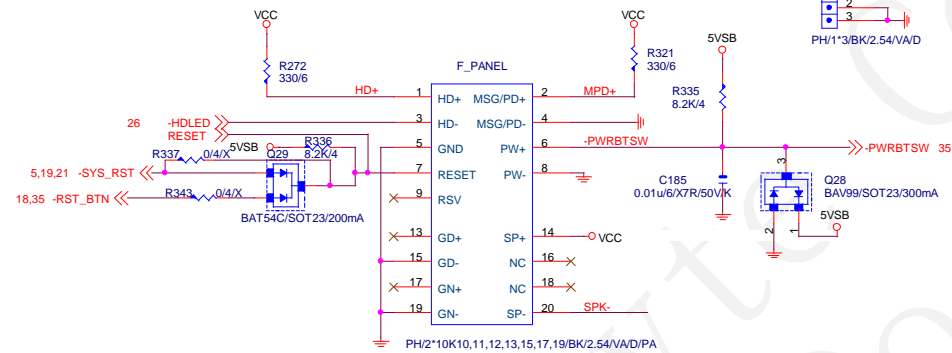 2
3
PH/1*3/BK/2.54/VA/D
VCC
VCC
5VSB
R272
330/6
F_PANEL
R321
330/6
R335
8.2K/4
HD+
1
HD+
MSG/PD+
2
MPD+
26
-HDLED
3
HD-
MSG/PD-
4
RESET
5VSB
R336
8.2K/4
5
GND
PW+
6
-PWRBTSW
-PWRBTSW
35
R337
0/4/X
Q29
5,19,21
-SYS_RST
7
RESET
PW-
8
3
C185
0.01u/6/X7R/50V/K
Q28
BAV99/SOT23/300mA
18,35
-RST_BTN
R343
0/4/X
9
RSV
BAT54C/SOT23/200mA
5VSB
2
1
13
GD+
SP+
14
VCC
15
GD-
NC
16
17
GN+
NC
18
19
GN-
SP-
20
SPK-
PH/2*10K10,11,12,13,15,17,19/BK/2.54/VA/D/PA